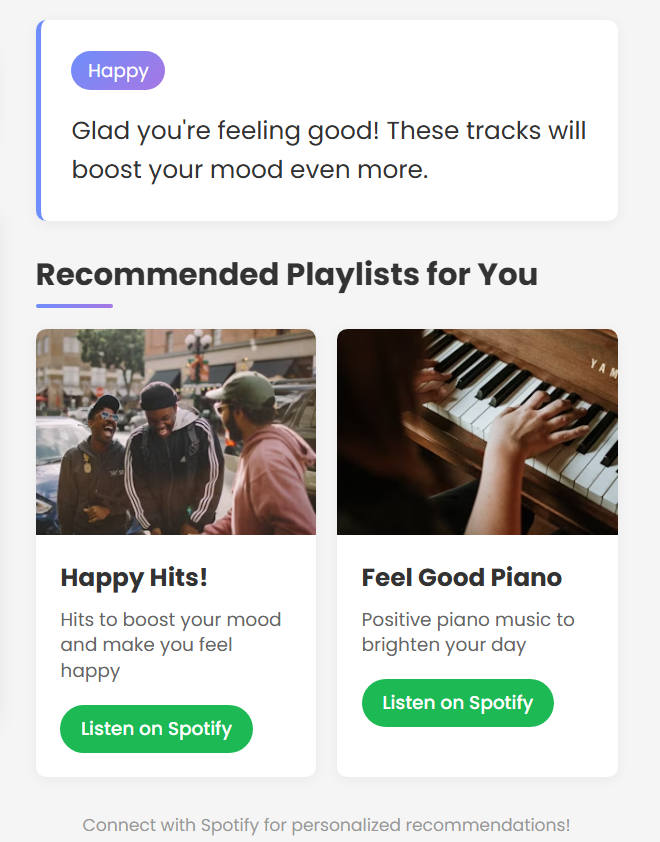 Happy
Glad you're feeling good! These tracks will
boost your mood even more.
Recommended Playlists for You
YAM
Happy Hits!
Hits to boost your mood
and make you feel
happy
Listen on Spotify
Feel Good Piano
Positive piano music to
brighten your day
Listen on Spotify
Connect with Spotify for personalized recommendations!